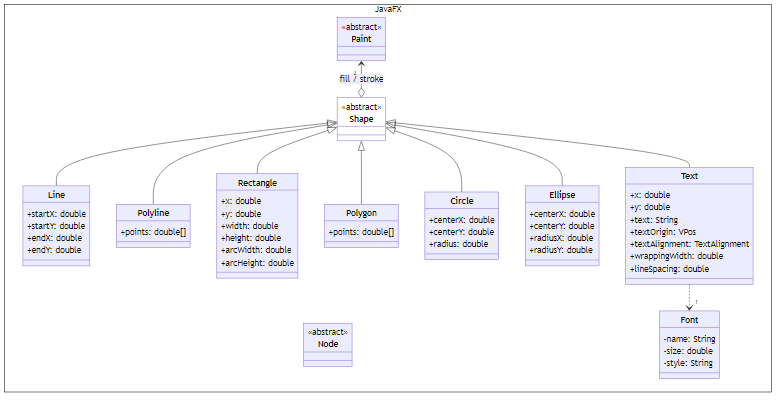 JavaFX
«abstract»
Paint
2
fill / stroke
«abstract»
Shape
Line
+startX: double
+startY: double
+endX: double
+endY: double
Polyline
+points: double[]
Rectangle
+x: double
+y: double
+width: double
+height: double
+arcWidth: double
+arcHeight: double
Polygon
+points: double[]
Circle
+centerX: double
+centerY: double
+radius: double
Ellipse
+centerX: double
+centerY: double
+radiusX: double
+radiusY: double
Text
+x: double
+y: double
+text: String
+textOrigin: VPos
+textAlignment: TextAlignment
+wrappingWidth: double
+lineSpacing: double
1
«abstract»
Node
Font
-name: String
-size: double
-style: String